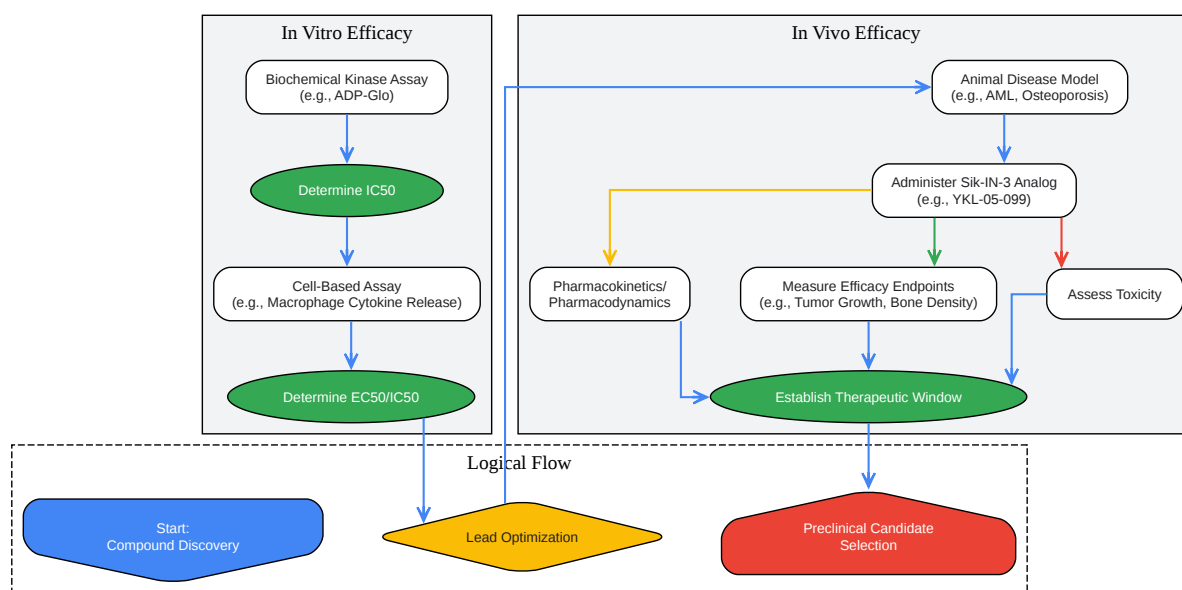 In Vitro Efficacy
Biochemical Kinase Assay
(e.g., ADP-Glo)
Determine IC50
Cell-Based Assay
(e.g., Macrophage Cytokine Release)
Determine EC50/IC50
In Vivo Efficacy
Animal Disease Model
(e.g., AML, Osteoporosis)
Administer Sik-IN-3 Analog
(e.g., YKL-05-099)
Pharmacokinetics/
Pharmacodynamics
Measure Efficacy Endpoints
(e.g., Tumor Growth, Bone Density)
Assess Toxicity
Establish Therapeutic Window
Logical Flow
Start:
Compound Discovery
Lead Optimization
Preclinical Candidate
Selection